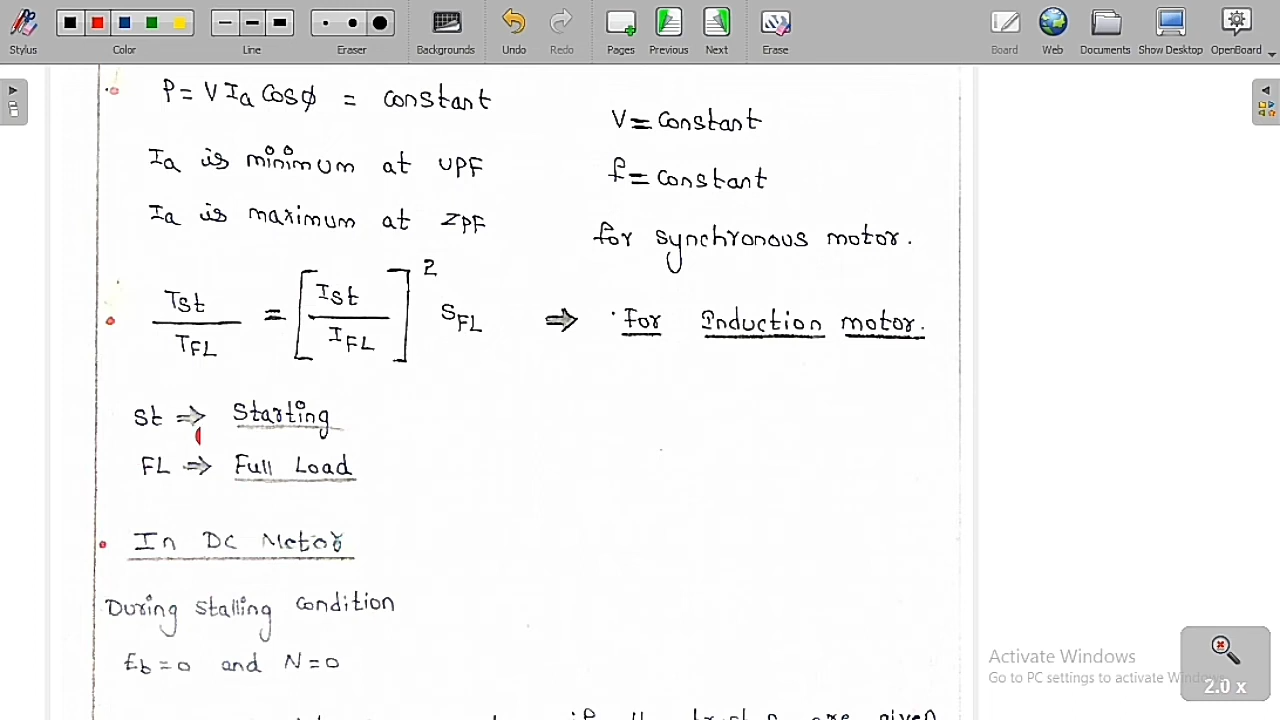 Stylus Color Line Eraser Backgrounds Undo Redo Pages Previous Next Erase Board Web Documents Show Desktop OpenBoard
P = V Ia Cosϕ = constant
Ia is minimum at UPF
Ia is maximum at ZPF
V = constant
f = constant
for synchronous motor.
Tst / TFL = [Ist / IFL]² SFL ⇒ For Induction motor.
St ⇒ Starting
FL ⇒ Full Load
In DC Motor
During stalling condition
Eb = 0 and N = 0
given
Activate Windows
Go to PC settings to activate Windows.
2.0 x